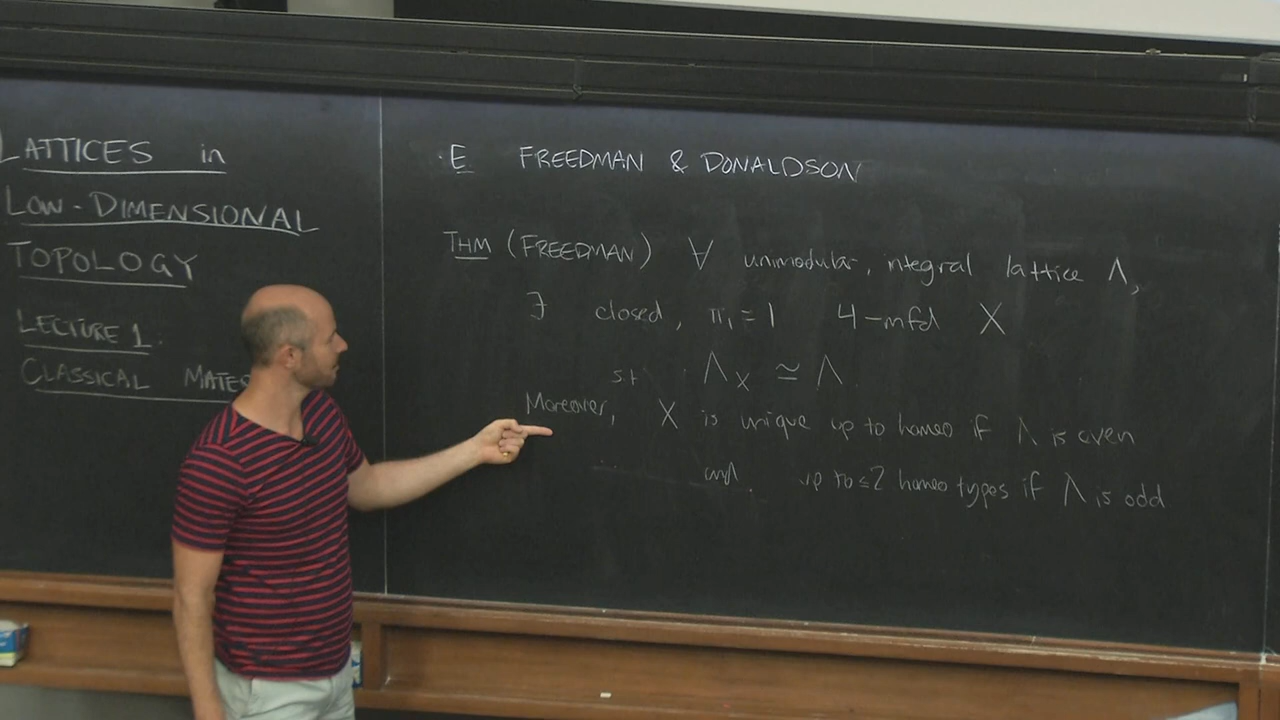 LATTICES in
LOW-DIMENSIONAL
TOPOLOGY
LECTURE 1.
CLASSICAL MATE
E FREEDMAN & DONALDSON
THM (FREEDMAN) ∀ unimodular, integral lattice Λ,
∃ closed, π₁ = 1 4-mfd X
st Λ_X ≃ Λ
Moreover, X is unique up to homeo if Λ is even
and up to ≤2 homeo types if Λ is odd